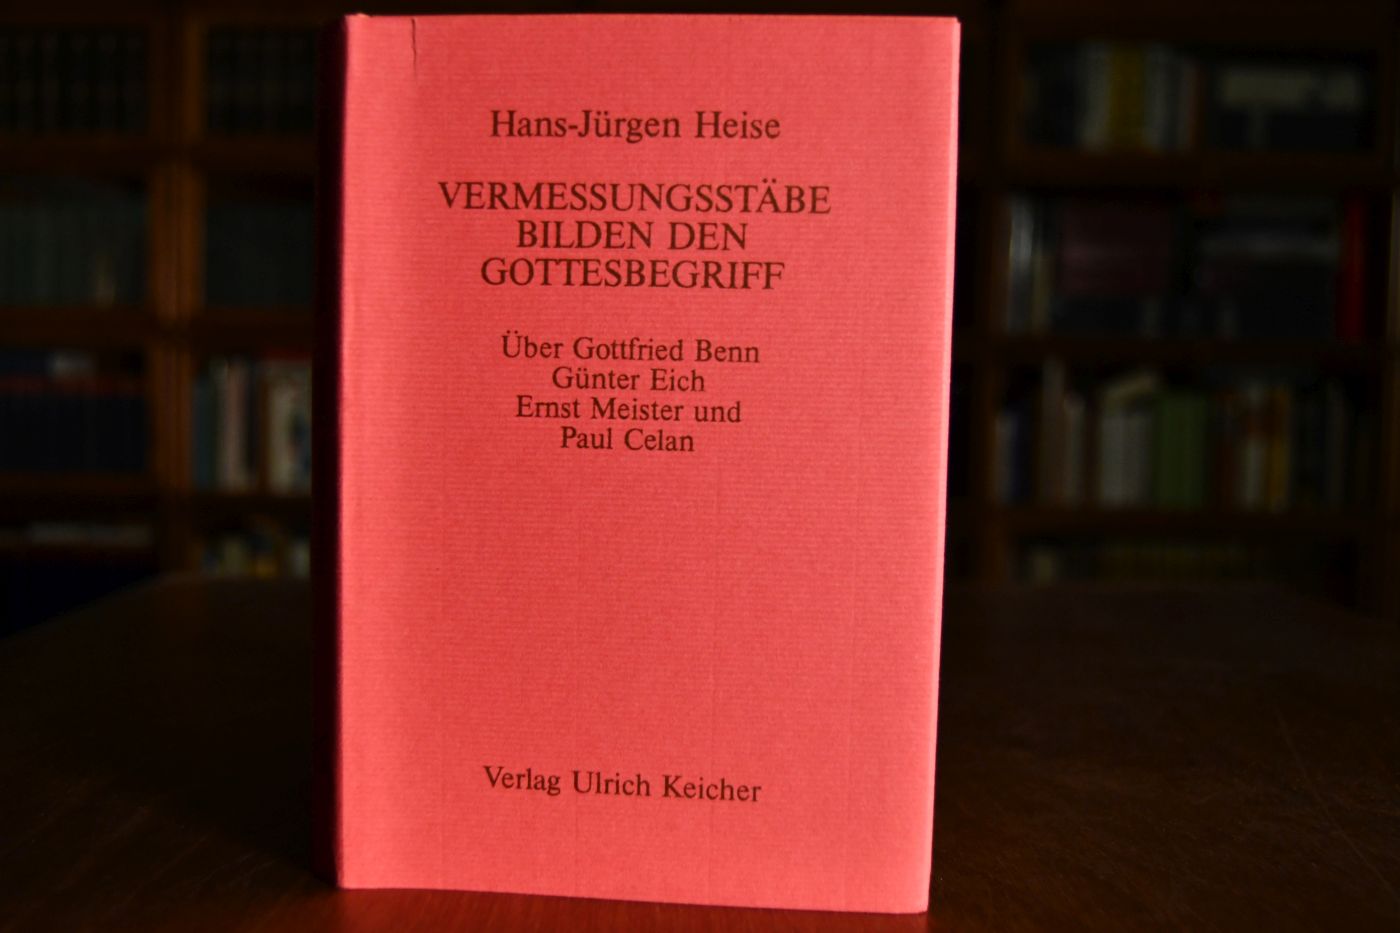 Hans-Jürgen Heise
VERMESSUNGSSTÄBE
BILDEN DEN
GOTTESBEGRIFF
Über Gottfried Benn
Günter Eich
Ernst Meister und
Paul Celan
Verlag Ulrich Keicher